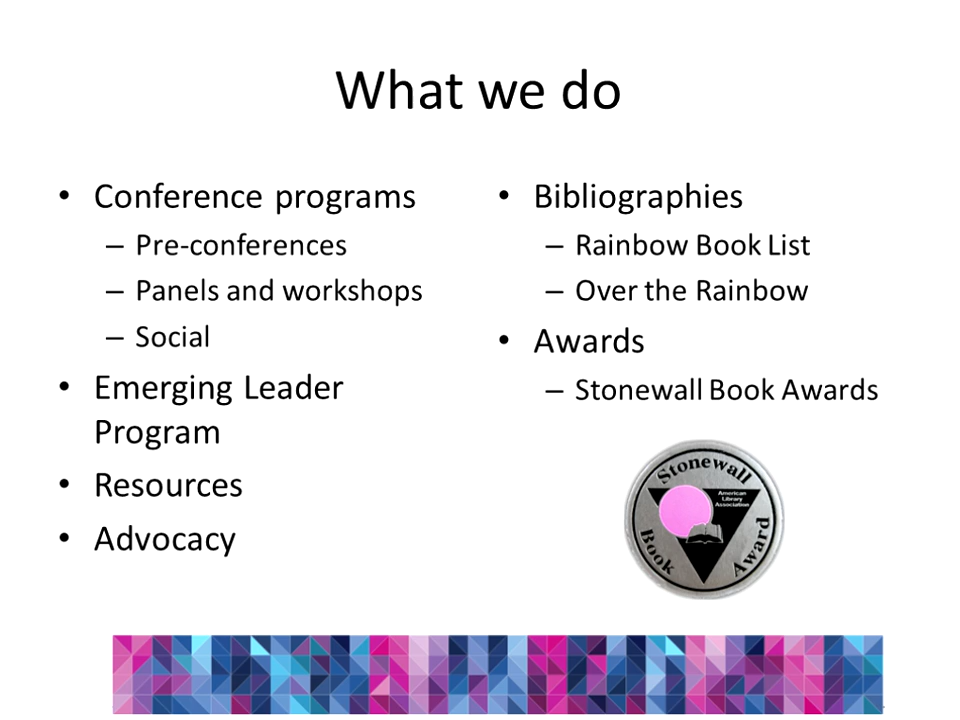 What we do
• Conference programs
– Pre-conferences
– Panels and workshops
– Social
• Emerging Leader
Program
• Resources
• Advocacy
• Bibliographies
– Rainbow Book List
– Over the Rainbow
• Awards
– Stonewall Book Awards
Stonewall
American
Library
Association
Book
Award